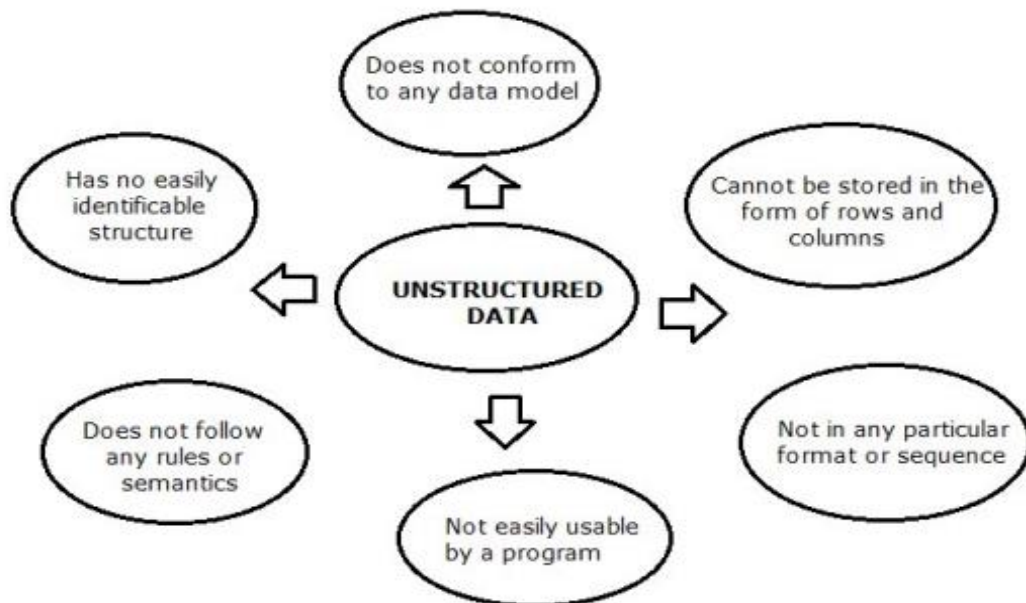 Does not conform
to any data model
Has no easily
identificable
structure
Cannot be stored in the
form of rows and
columns
UNSTRUCTURED
DATA
Does not follow
any rules or
semantics
Not in any particular
format or sequence
Not easily usable
by a program